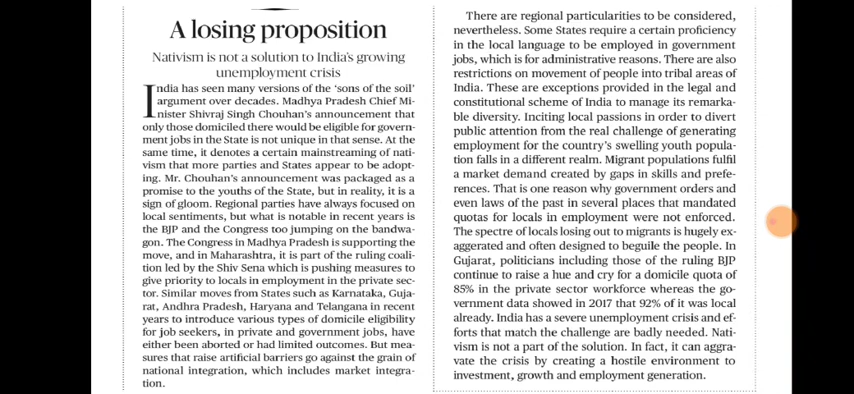 A losing proposition
Nativism is not a solution to India's growing
unemployment crisis
India has seen many versions of the 'sons of the soil'
argument over decades. Madhya Pradesh Chief Mi-
nister Shivraj Singh Chouhan's announcement that
only those domiciled there would be eligible for govern-
ment jobs in the State is not unique in that sense. At the
same time, it denotes a certain mainstreaming of nati-
vism that more parties and States appear to be adopt-
ing. Mr. Chouhan's announcement was packaged as a
promise to the youths of the State, but in reality, it is a
sign of gloom. Regional parties have always focused on
local sentiments, but what is notable in recent years is
the BJP and the Congress too jumping on the bandwa-
gon. The Congress in Madhya Pradesh is supporting the
move, and in Maharashtra, it is part of the ruling coali-
tion led by the Shiv Sena which is pushing measures to
give priority to locals in employment in the private sec-
tor. Similar moves from States such as Karnataka, Guja-
rat, Andhra Pradesh, Haryana and Telangana in recent
years to introduce various types of domicile eligibility
for job seekers, in private and government jobs, have
either been aborted or had limited outcomes. But mea-
sures that raise artificial barriers go against the grain of
national integration, which includes market integra-
tion.
There are regional particularities to be considered,
nevertheless. Some States require a certain proficiency
in the local language to be employed in government
jobs, which is for administrative reasons. There are also
restrictions on movement of people into tribal areas of
India. These are exceptions provided in the legal and
constitutional scheme of India to manage its remarka-
ble diversity. Inciting local passions in order to divert
public attention from the real challenge of generating
employment for the country's swelling youth popula-
tion falls in a different realm. Migrant populations fulfil
a market demand created by gaps in skills and prefe-
rences. That is one reason why government orders and
even laws of the past in several places that mandated
quotas for locals in employment were not enforced.
The spectre of locals losing out to migrants is hugely ex-
aggerated and often designed to beguile the people. In
Gujarat, politicians including those of the ruling BJP
continue to raise a hue and cry for a domicile quota of
85% in the private sector workforce whereas the go-
vernment data showed in 2017 that 92% of it was local
already. India has a severe unemployment crisis and ef-
forts that match the challenge are badly needed. Nati-
vism is not a part of the solution. In fact, it can aggra-
vate the crisis by creating a hostile environment to
investment, growth and employment generation.